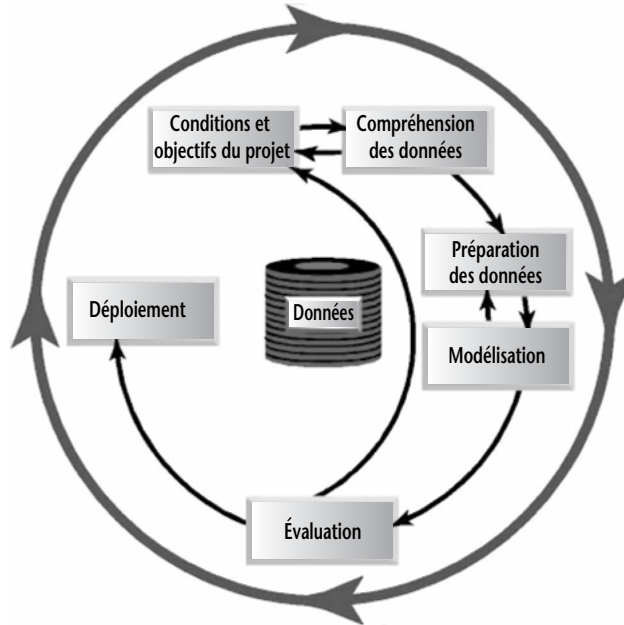 Conditions et
objectifs du projet
Compréhension
des données
Préparation
des données
Données
Déploiement
Modélisation
Évaluation